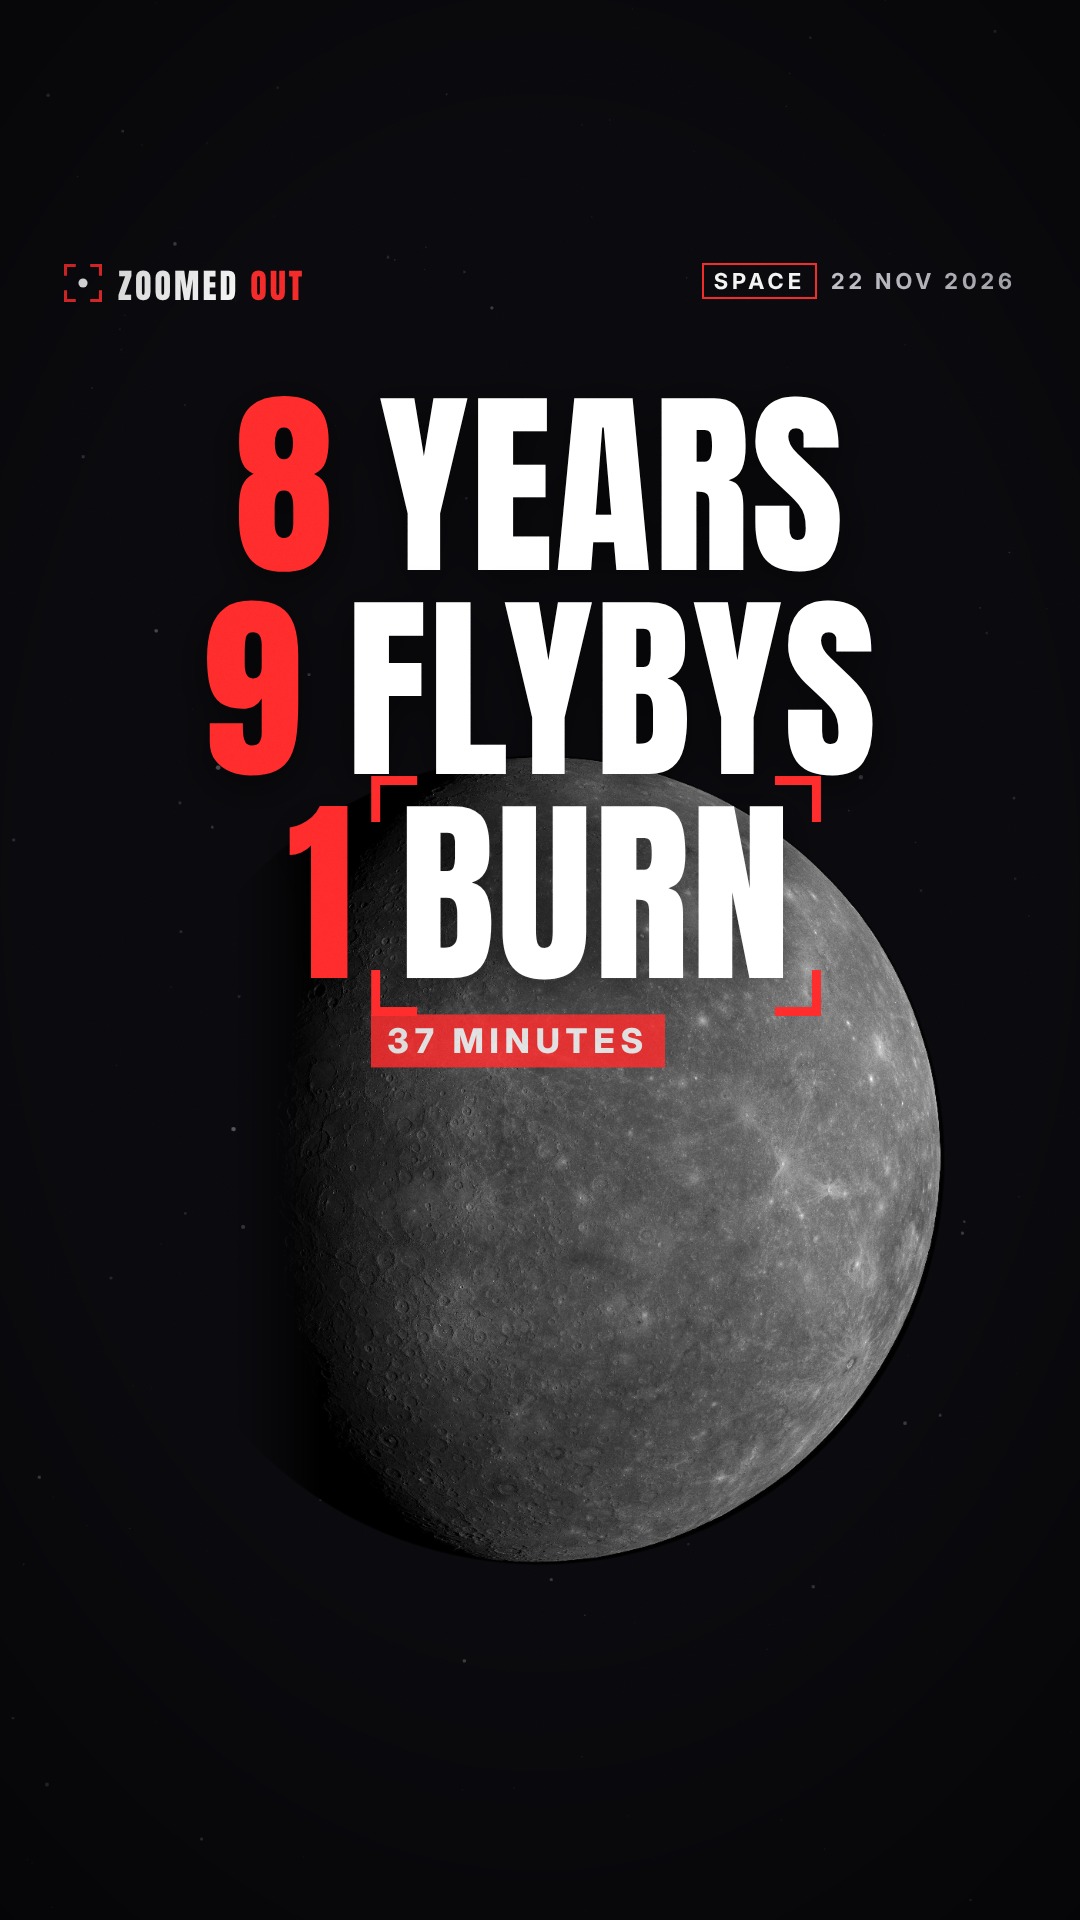 ZOOMED OUT
SPACE 22 NOV 2026
8 YEARS
9 FLYBYS
1 BURN
37 MINUTES